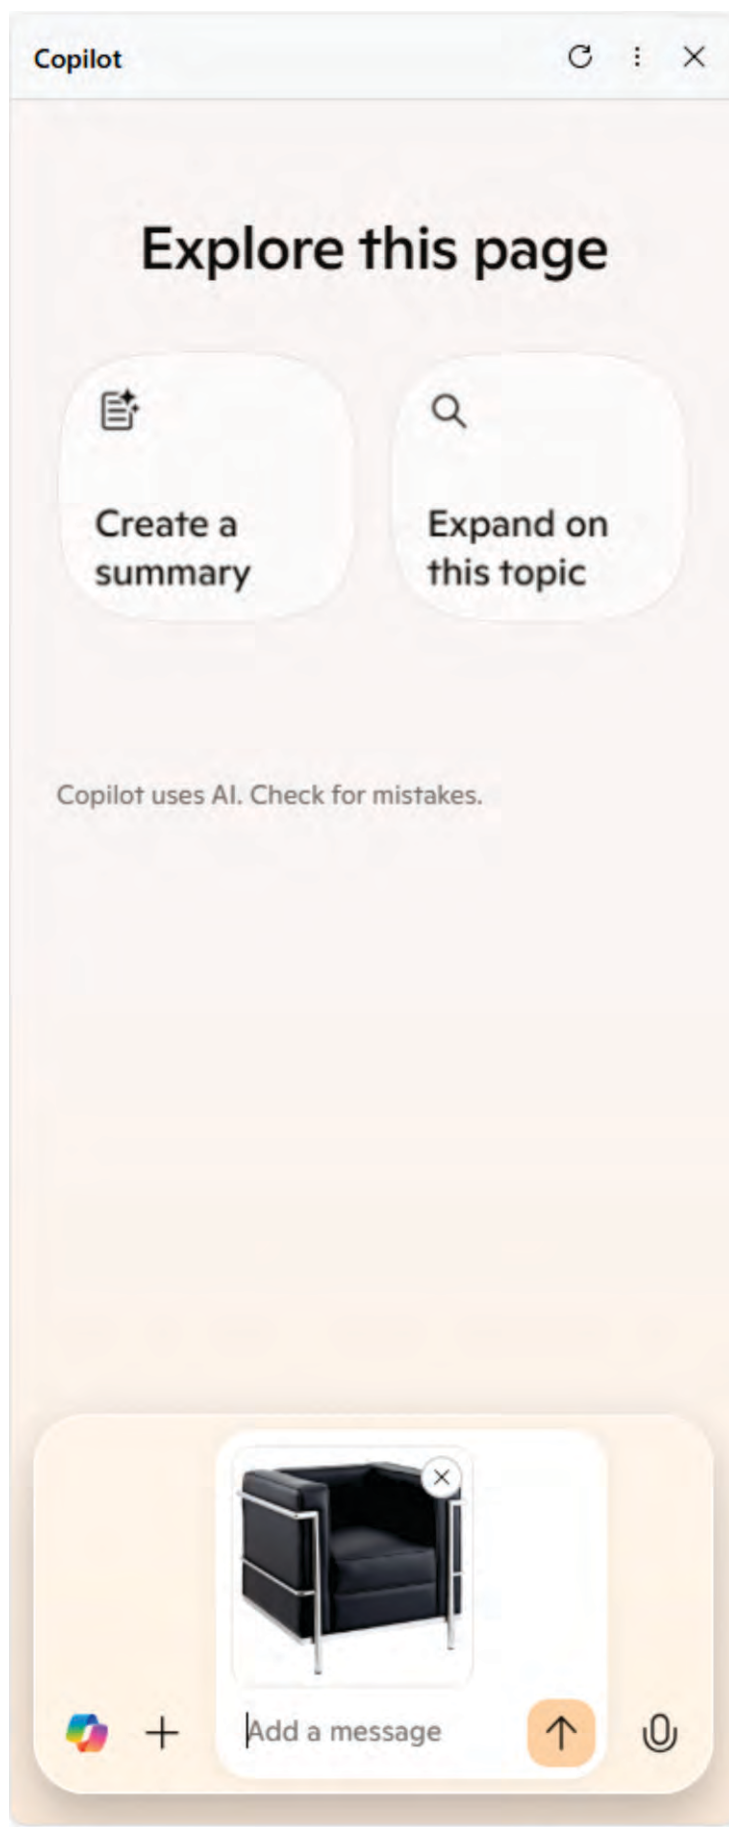 Copilot
Explore this page
Create a
summary
Expand on
this topic
Copilot uses AI. Check for mistakes.
Add a message